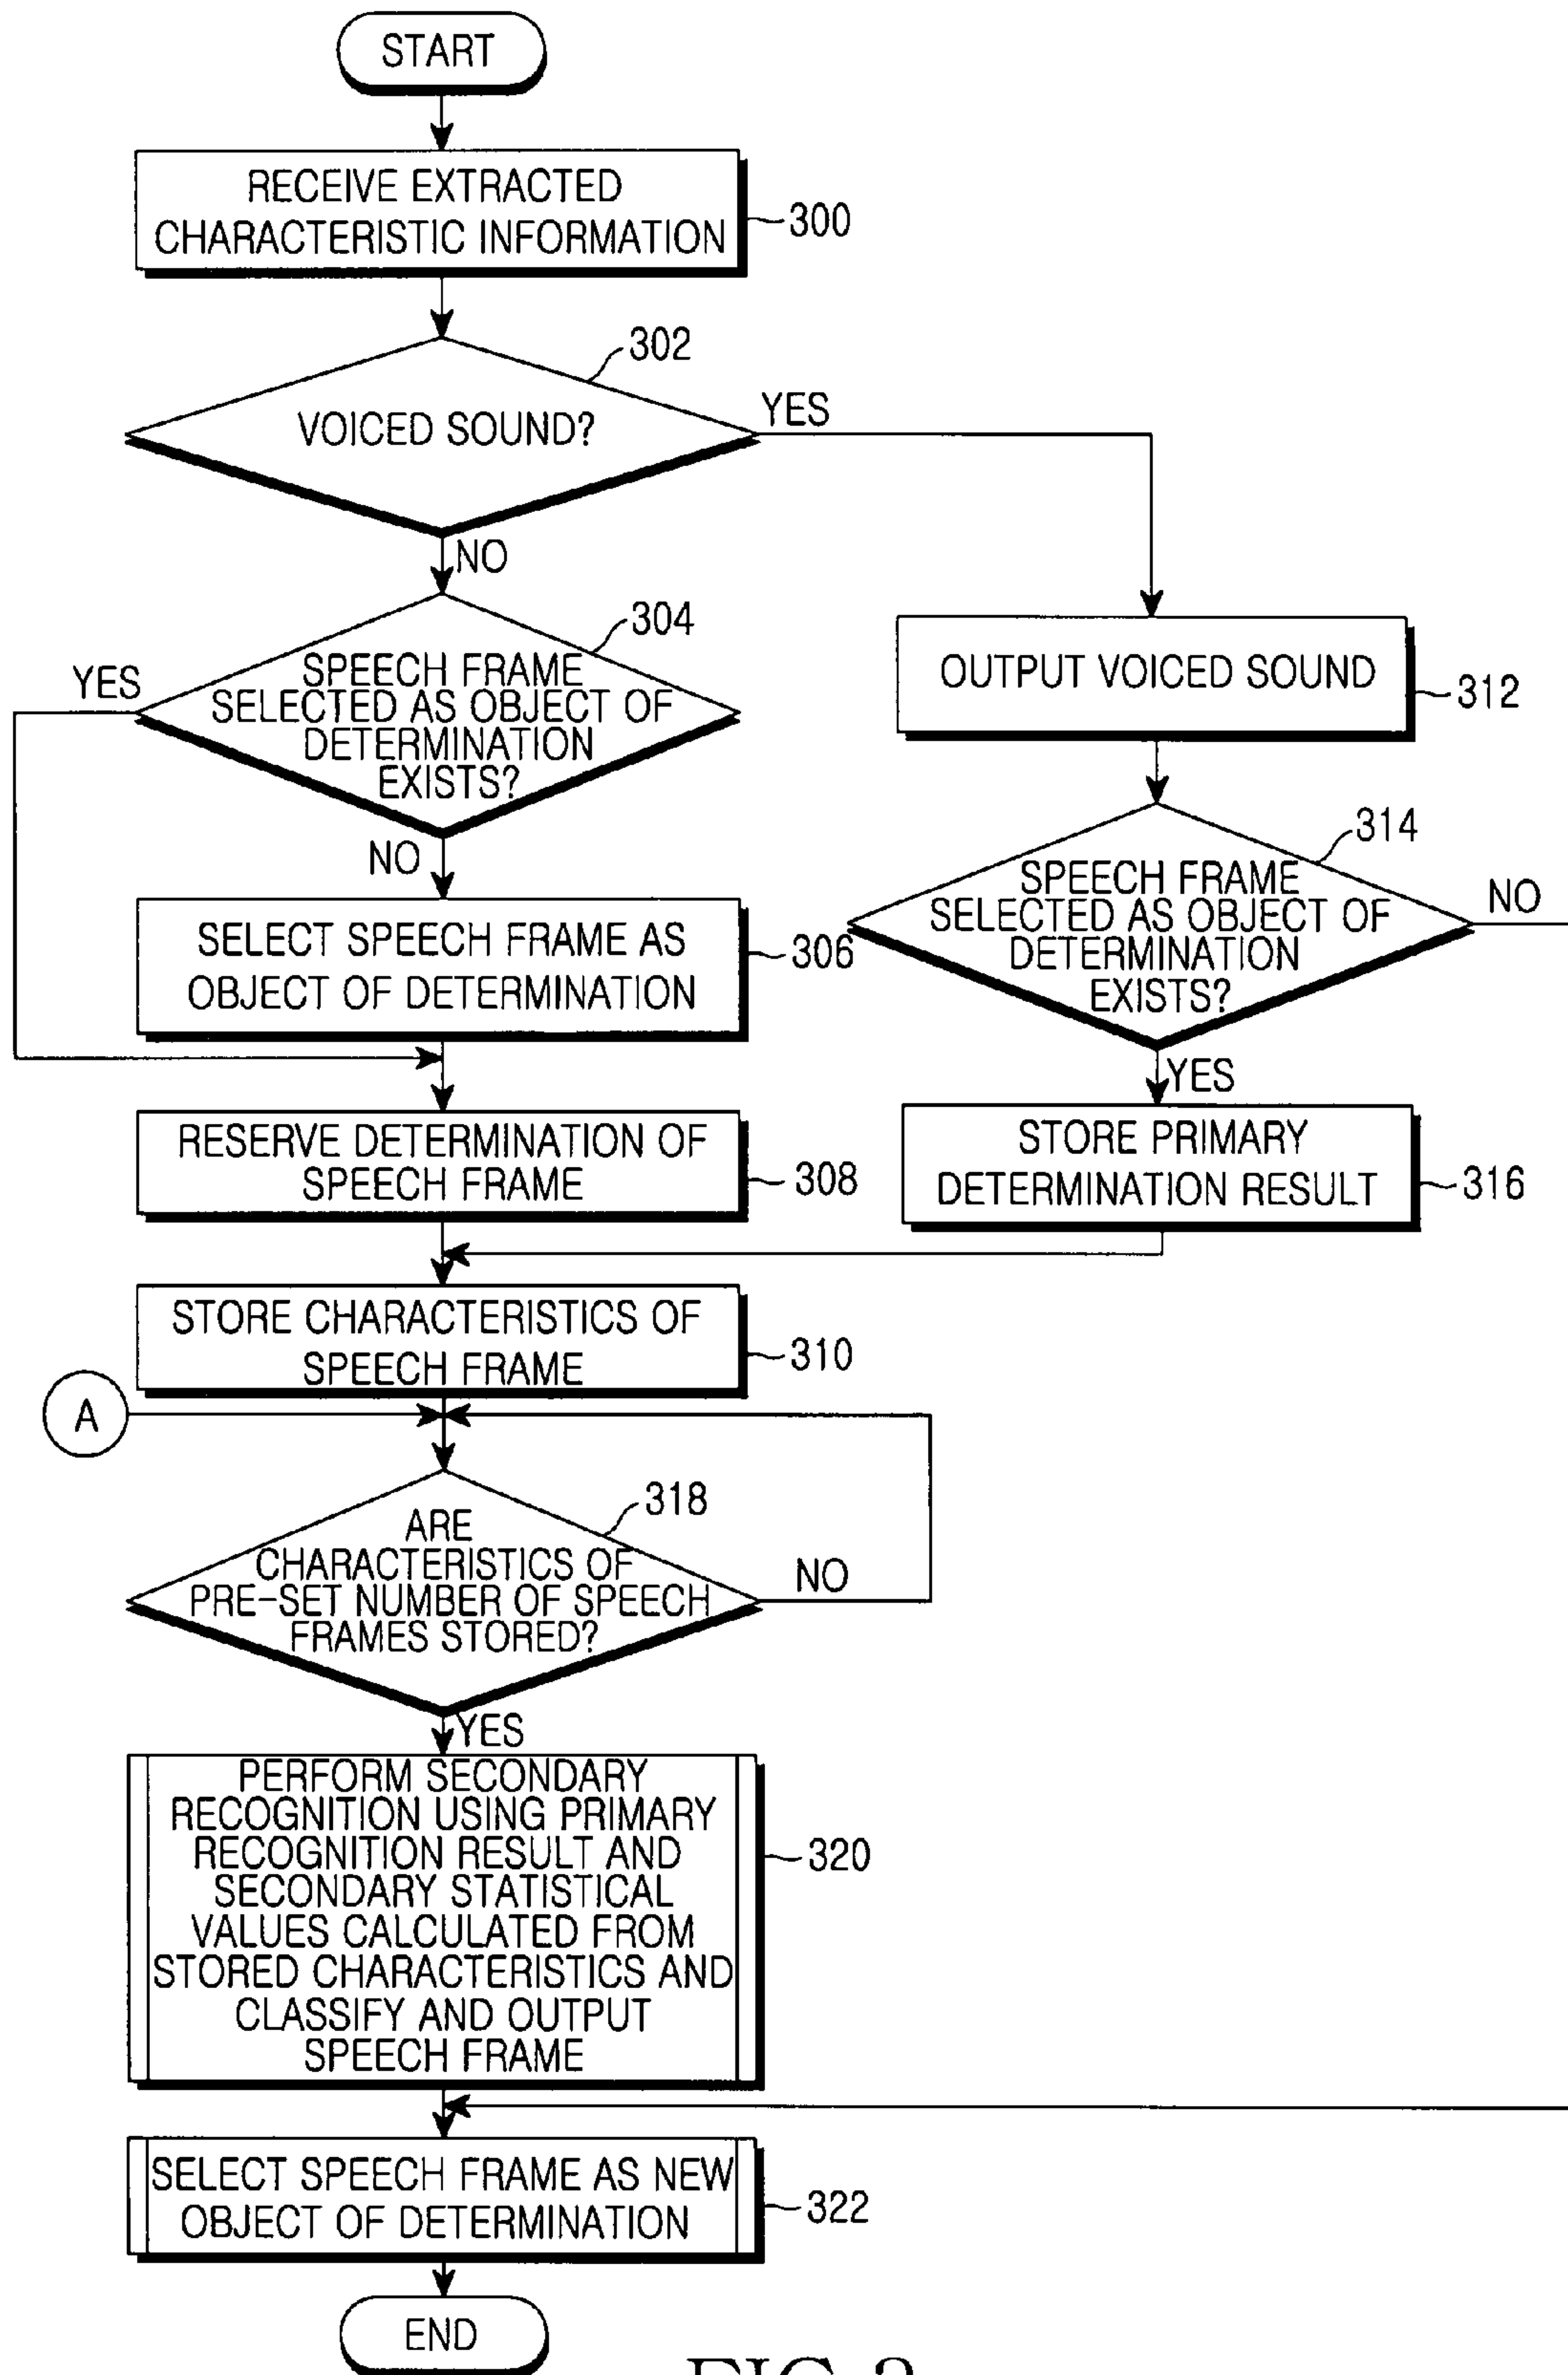 START
RECEIVE EXTRACTED
CHARACTERISTIC INFORMATION
300
302
VOICED SOUND?
YES
NO
304
SPEECH FRAME
SELECTED AS OBJECT OF
DETERMINATION
EXISTS?
YES
NO
OUTPUT VOICED SOUND
312
314
SPEECH FRAME
SELECTED AS OBJECT OF
DETERMINATION
EXISTS?
NO
YES
SELECT SPEECH FRAME AS
OBJECT OF DETERMINATION
306
RESERVE DETERMINATION OF
SPEECH FRAME
308
STORE PRIMARY
DETERMINATION RESULT
316
STORE CHARACTERISTICS OF
SPEECH FRAME
310
A
318
ARE
CHARACTERISTICS OF
PRE-SET NUMBER OF SPEECH
FRAMES STORED?
NO
YES
PERFORM SECONDARY
RECOGNITION USING PRIMARY
RECOGNITION RESULT AND
SECONDARY STATISTICAL
VALUES CALCULATED FROM
STORED CHARACTERISTICS AND
CLASSIFY AND OUTPUT
SPEECH FRAME
320
SELECT SPEECH FRAME AS NEW
OBJECT OF DETERMINATION
322
END